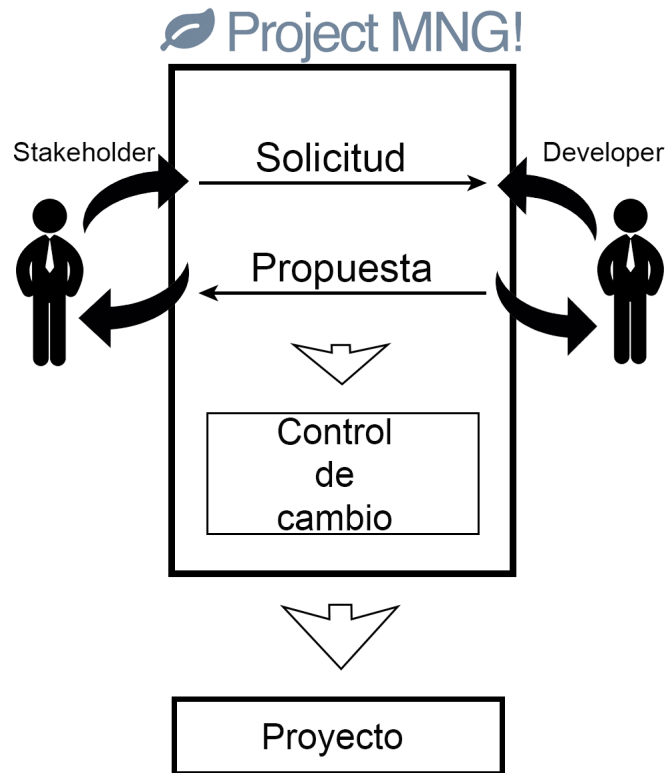 Project MNG!
Stakeholder
Solicitud
Developer
Propuesta
Control
de
cambio
Proyecto